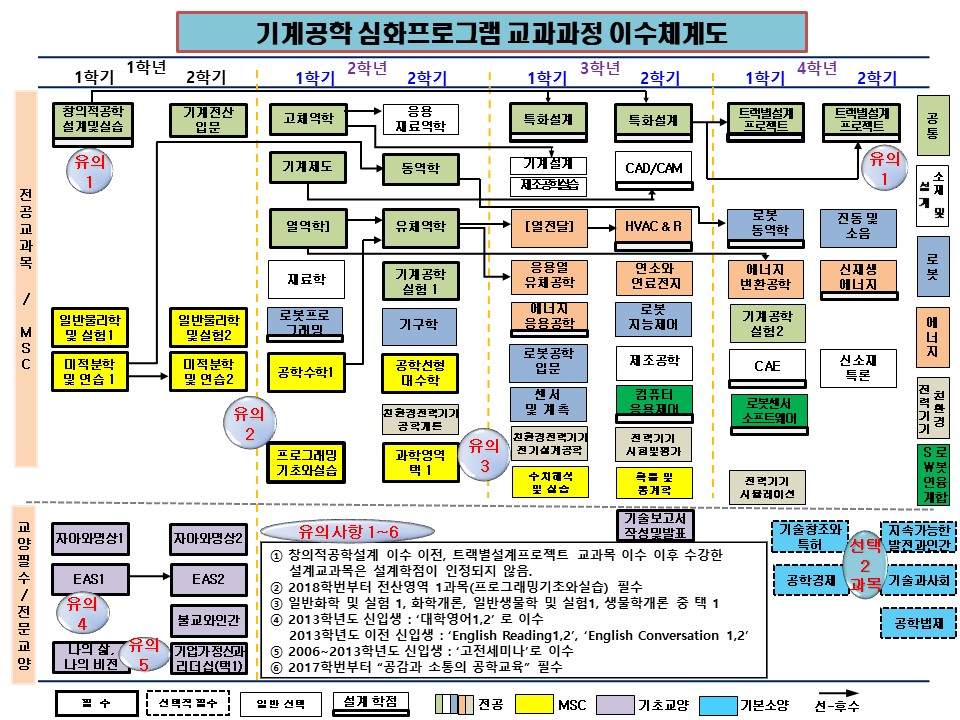 기계공학 심화프로그램 교과과정 이수체계도
1학년
2학년
3학년
4학년
1학기
2학기
1학기
2학기
1학기
2학기
1학기
2학기
전공교과목 / MSC
창의적공학
설계및실습
기계전산
입문
고체역학
응용
재료역학
특화설계
특화설계
트랙별설계
프로젝트
트랙별설계
프로젝트
공통
유의
1
유의
1
기계제도
동역학
기계설계
제조공학실습
CAD/CAM
소재 및
설계
열역학]
유체역학
[열전달]
HVAC & R
로봇
동역학
진동 및
소음
로봇
재료학
기계공학
실험 1
응용열
유체공학
연소와
연료전지
에너지
변환공학
신재생
에너지
일반물리학
및 실험1
일반물리학
및실험2
로봇프로
그래밍
기구학
에너지
응용공학
로봇
지능제어
기계공학
실험2
에너지
미적분학
및 연습 1
미적분학
및 연습2
공학수학1
공학선형
대수학
로봇공학
입문
제조공학
CAE
신소재
특론
유의
2
친환경전력기기
공학개론
센서
및 계측
컴퓨터
응용제어
로봇센서
소프트웨어
친환경
전력기기
프로그래밍
기초와실습
과학영역
택 1
유의
3
친환경전력기기
전기설계공학
전력기기
시험및평가
수치해석
및 실습
확률 및
통계학
전력기기
시뮬레이션
로봇융합
SW연계
교양필수/전문교양
자아와명상1
자아와명상2
유의사항 1~6
기술보고서
작성및발표
기술창조와
특허
지속가능한
발전과인간
EAS1
EAS2
공학경제
선택
2
과목
기술과사회
유의
4
불교와인간
공학법제
나의 삶,
나의 비전
유의
5
기업가정신과
리더십(택1)
① 창의적공학설계 이수 이전, 트랙별설계프로젝트 교과목 이수 이후 수강한
설계교과목은 설계학점이 인정되지 않음.
② 2018학번부터 전산영역 1과목(프로그래밍기초와실습) 필수
③ 일반화학 및 실험 1, 화학개론, 일반생물학 및 실험1, 생물학개론 중 택 1
④ 2013학년도 신입생 : ‘대학영어1,2’ 로 이수
2013학년도 이전 신입생 : ‘English Reading1,2’, ‘English Conversation 1,2’
⑤ 2006~2013학년도 신입생 : ‘고전세미나’로 이수
⑥ 2017학번부터 “공감과 소통의 공학교육” 필수
필 수
선택적 필수
일반 선택
설계 학점
전공
MSC
기초교양
기본소양
선-후수